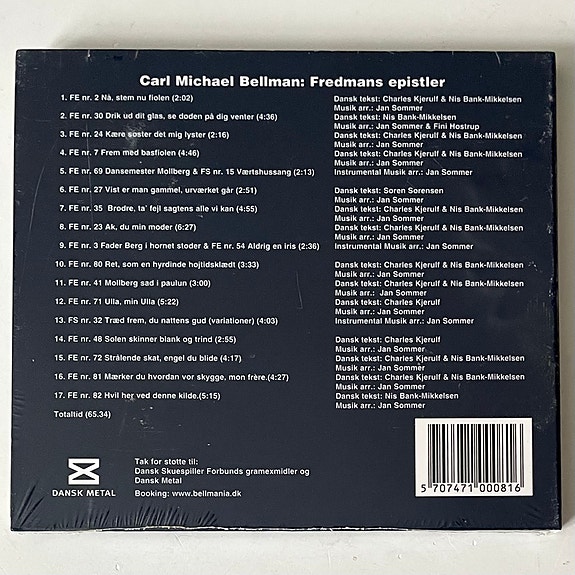 Carl Michael Bellman: Fredmans epistler
1. FE nr. 2 Nå, stem nu fiolen (2:02)
Dansk tekst: Charles Kjerulf & Nis Bank-Mikkelsen
Musik arr.: Jan Sommer
2. FE nr. 30 Drik ud dit glas, se doden på dig venter (4:36)
Dansk tekst: Nis Bank-Mikkelsen
Musik arr.: Jan Sommer & Fini Hostrup
3. FE nr. 24 Kære soster det mig lyster (2:16)
Dansk tekst: Charles Kjerulf & Nis Bank-Mikkelsen
Musik arr.: Jan Sommer
4. FE nr. 7 Frem med basfiolen (4:46)
Dansk tekst: Charles Kjerulf & Nis Bank-Mikkelsen
Musik arr.: Jan Sommer
5. FE nr. 69 Dansemester Mollberg & FS nr. 15 Værtshussang (2:13)
Instrumental Musik arr.: Jan Sommer
6. FE nr. 27 Vist er man gammel, urværket går (2:51)
Dansk tekst: Soren Sorensen
Musik arr.: Jan Sommer
7. FE nr. 35 Brodre, ta' fejl sagtens alle vi kan (4:55)
Dansk tekst: Charles Kjerulf & Nis Bank-Mikkelsen
Musik arr.: Jan Sommer
8. FE nr. 23 Ak, du min moder (6:27)
Dansk tekst: Charles Kjerulf & Nis Bank-Mikkelsen
Musik arr.: Jan Sommer
9. FE nr. 3 Fader Berg i hornet stoder & FE nr. 54 Aldrig en Iris (2:36)
Instrumental Musik arr.: Jan Sommer
10. FE nr. 80 Ret, som en hyrdinde hojtidsklædt (3:33)
Dansk tekst: Charles Kjerulf & Nis Bank-Mikkelsen
Musik arr.: Jan Sommer
11. FE nr. 41 Mollberg sad i paulun (3:00)
Dansk tekst: Charles Kjerulf & Nis Bank-Mikkelsen
Musik arr.: Jan Sommer
12. FE nr. 71 Ulla, min Ulla (5:22)
Dansk tekst: Charles Kjerulf
Musik arr.: Jan Sommer
13. FS nr. 32 Træd frem, du nattens gud (variationer) (4:03)
Instrumental Musik arr.: Jan Sommer
14. FE nr. 48 Solen skinner blank og trind (2:55)
Dansk tekst: Charles Kjerulf
Musik arr.: Jan Sommer
15. FE nr. 72 Strålende skat, engel du blide (4:17)
Dansk tekst: Charles Kjerulf & Nis Bank-Mikkelsen
Musik arr.: Jan Sommer
16. FE nr. 81 Mærker du hvordan vor skygge, mon frère.(4:27)
Dansk tekst: Charles Kjerulf & Nis Bank-Mikkelsen
Musik arr.: Jan Sommer
17. FE nr. 82 Hvil her ved denne kilde.(5:15)
Dansk tekst: Nis Bank-Mikkelsen
Musik arr.: Jan Sommer
Totaltid (65.34)
DANSK METAL
Tak for stotte til:
Dansk Skuespiller Forbunds gramexmidler og
Dansk Metal
Booking: www.bellmania.dk
5 707471 000816